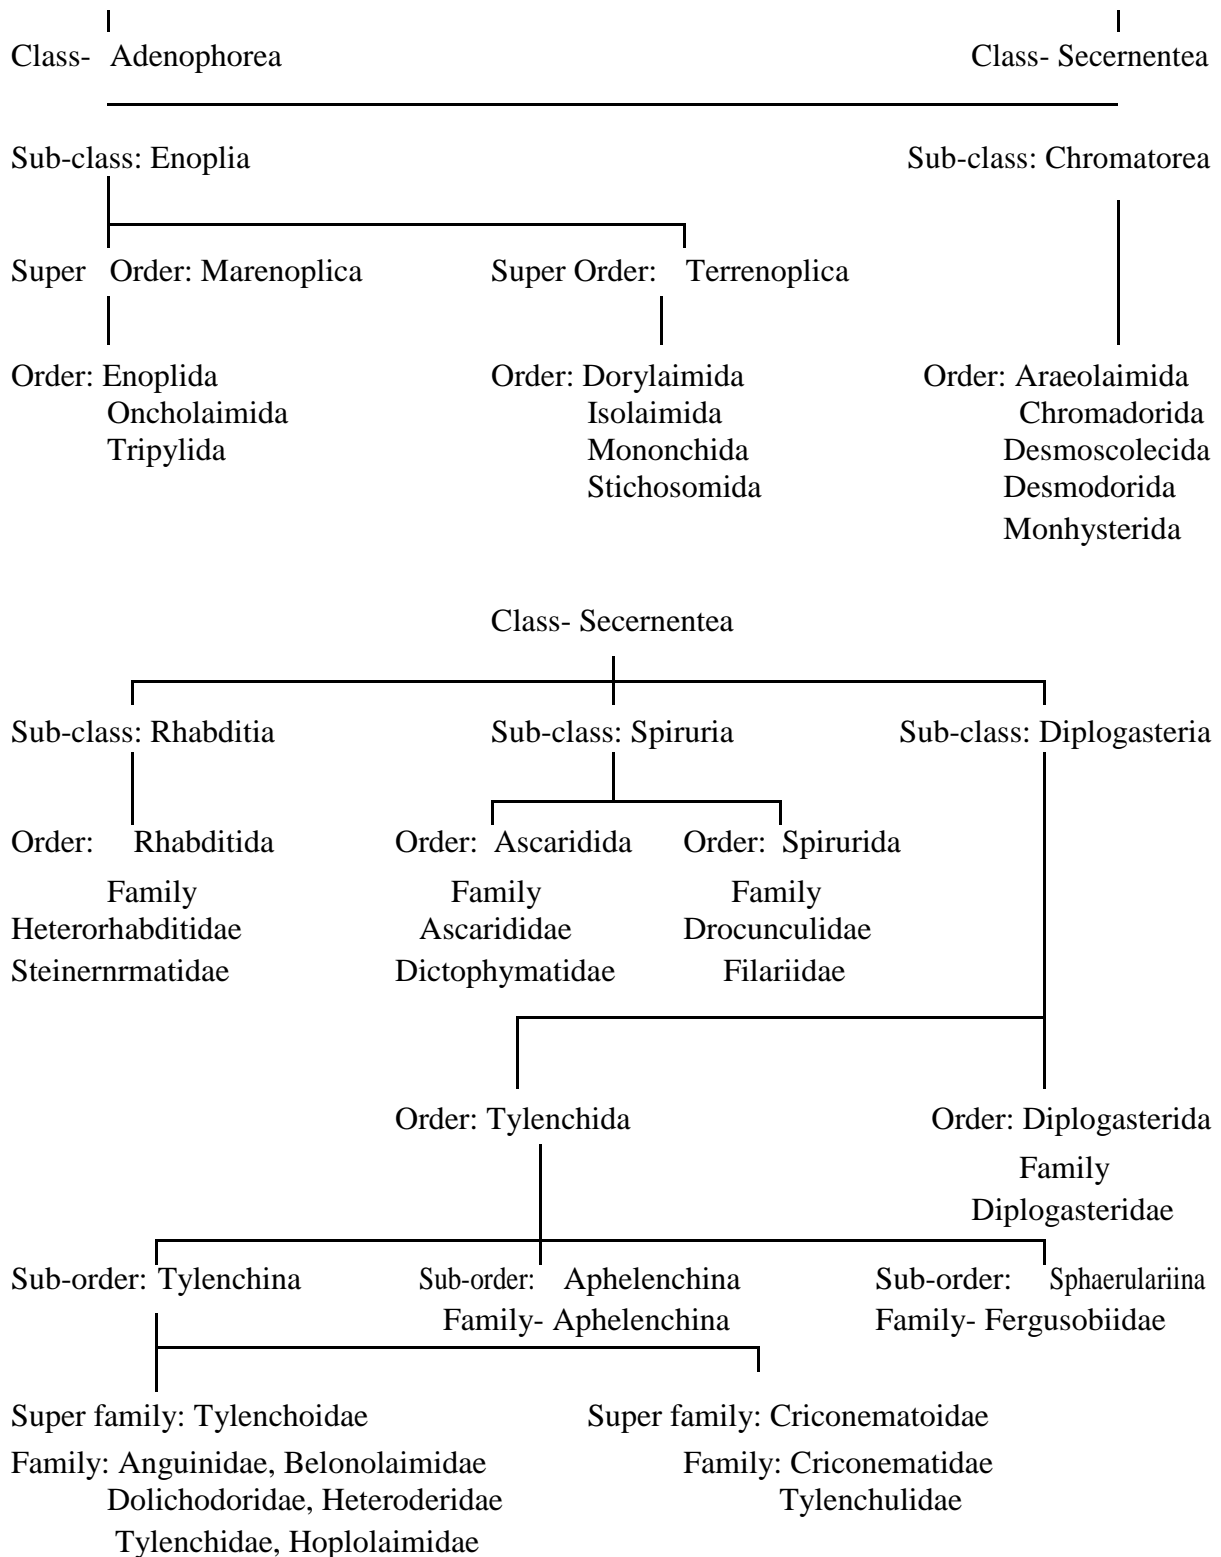 Class- Adenophorea Class- Secernentea
Sub-class: Enoplia Sub-class: Chromatorea
Super Order: Marenoplica Super Order: Terrenoplica
Order: Enoplida Order: Dorylaimida Order: Araeolaimida
Oncholaimida Isolaimida Chromadorida
Tripylida Mononchida Desmoscolecida
Stichosomida Desmodorida
Monhysterida
Class- Secernentea
Sub-class: Rhabditia Sub-class: Spiruria Sub-class: Diplogasteria
Order: Rhabditida Order: Ascaridida Order: Spirurida
Family Family Family
Heterorhabditidae Ascarididae Drocunculidae
Steinernrmatidae Dictophymatidae Filariidae
Order: Tylenchida Order: Diplogasterida
Family
Diplogasteridae
Sub-order: Tylenchina Sub-order: Aphelenchina Sub-order: Sphaerulariina
Family- Aphelenchina Family- Fergusobiidae
Super family: Tylenchoidae Super family: Criconematoidae
Family: Anguinidae, Belonolaimidae Family: Criconematidae
Dolichodoridae, Heteroderidae Tylenchulidae
Tylenchidae, Hoplolaimidae